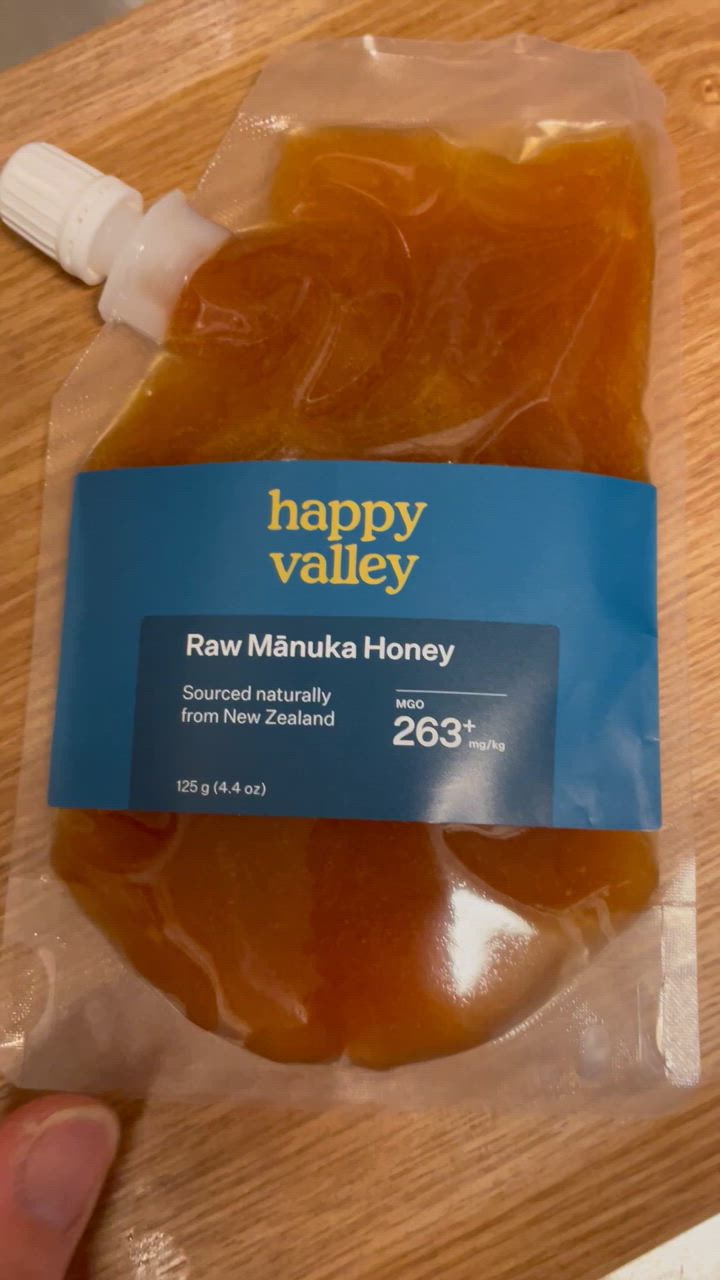 happy
valley
Raw Mānuka Honey
Sourced naturally
from New Zealand
MGO
263+ mg/kg
125 g (4.4 oz)